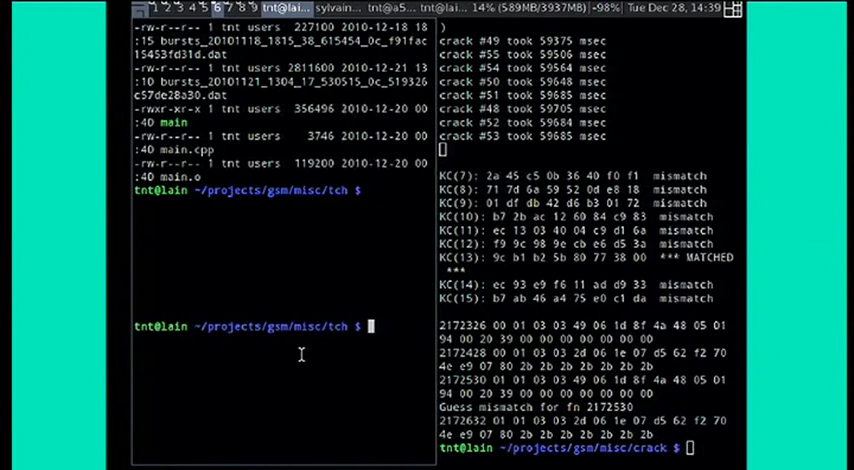 1 2 3 4 5 6 7 8 9 tnt@lai... sylvain... tnt@a5... tnt@lai... 14% (589MB/3937MB) -98% Tue Dec 28, 14:39
-rw-r--r-- 1 tnt users 227100 2010-12-18 18
:15 bursts_20101118_1815_38_615454_0c_f91fac
15453fd31d.dat
-rw-r--r-- 1 tnt users 2811600 2010-12-21 13
:10 bursts_20101121_1304_17_530515_0c_519326
c57de28a30.dat
-rwxr-xr-x 1 tnt users 356496 2010-12-20 00
:40 main
-rw-r--r-- 1 tnt users 3746 2010-12-20 00
:40 main.cpp
-rw-r--r-- 1 tnt users 119200 2010-12-20 00
:40 main.o
tnt@lain ~/projects/gsm/misc/tch $
tnt@lain ~/projects/gsm/misc/tch $
)
crack #49 took 59375 msec
crack #55 took 59506 msec
crack #54 took 59564 msec
crack #50 took 59648 msec
crack #51 took 59685 msec
crack #48 took 59705 msec
crack #52 took 59684 msec
crack #53 took 59685 msec
KC(7): 2a 45 c5 0b 36 40 f0 f1 mismatch
KC(8): 71 7d 6a 59 52 0d e8 18 mismatch
KC(9): 01 df db 42 d6 b3 01 72 mismatch
KC(10): b7 2b ac 12 60 84 c9 83 mismatch
KC(11): ec 13 03 40 04 c9 d1 6a mismatch
KC(12): f9 9c 98 9e cb e6 d5 3a mismatch
KC(13): 9c b1 b2 5b 80 77 38 00 *** MATCHED
***
KC(14): ec 93 e9 f6 11 ad d9 33 mismatch
KC(15): b7 ab 46 a4 75 e0 c1 da mismatch
2172326 00 01 03 03 49 06 1d 8f 4a 48 05 01
94 00 20 39 00 00 00 00 00 00 00
2172428 00 01 03 03 2d 06 1e 07 d5 62 f2 70
4e e9 07 80 2b 2b 2b 2b 2b 2b 2b
2172530 01 01 03 03 49 06 1d 8f 4a 48 05 01
94 00 20 39 00 00 00 00 00 00 00
Guess mismatch for fn 2172530
2172632 01 01 03 03 2d 06 1e 07 d5 62 f2 70
4e e9 07 80 2b 2b 2b 2b 2b 2b 2b
tnt@lain ~/projects/gsm/misc/crack $